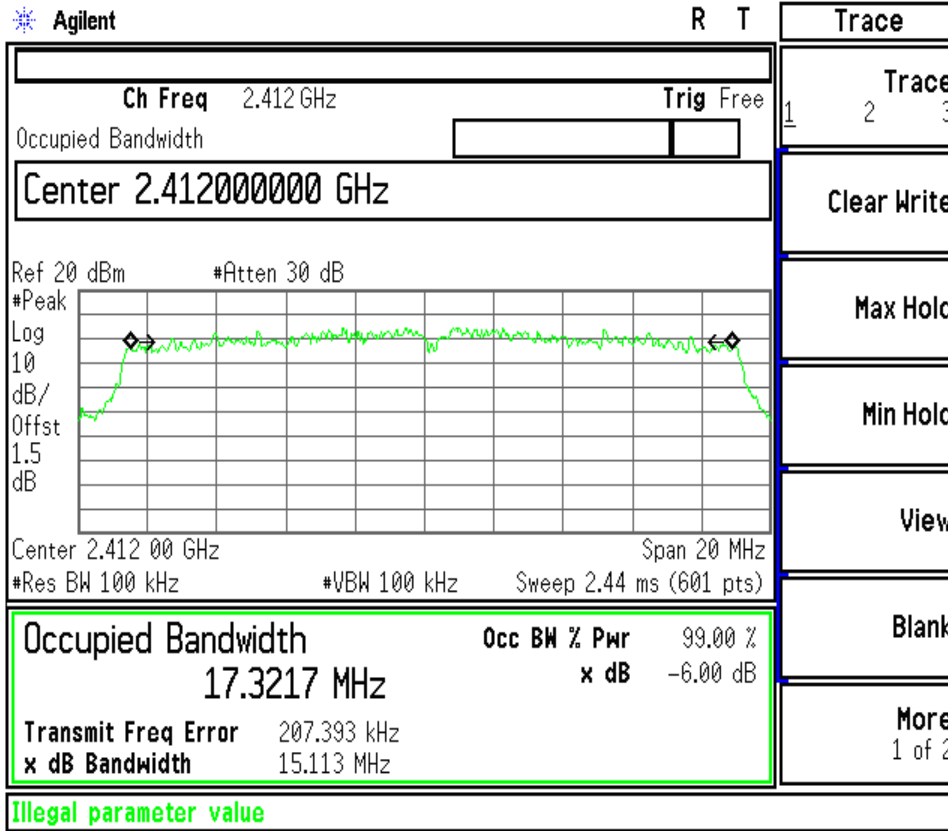 Agilent
R T
Trace
Ch Freq 2.412 GHz
Trig Free
Occupied Bandwidth
Center 2.412000000 GHz
Ref 20 dBm
#Atten 30 dB
#Peak
Log
10
dB/
Offst
1.5
dB
Center 2.412 00 GHz
Span 20 MHz
#Res BW 100 kHz
#VBW 100 kHz
Sweep 2.44 ms (601 pts)
Occupied Bandwidth
17.3217 MHz
Occ BW % Pwr 99.00 %
x dB -6.00 dB
Transmit Freq Error 207.393 kHz
x dB Bandwidth 15.113 MHz
Illegal parameter value
Trace
1 2 3
Clear Write
Max Hold
Min Hold
View
Blank
More
1 of 2